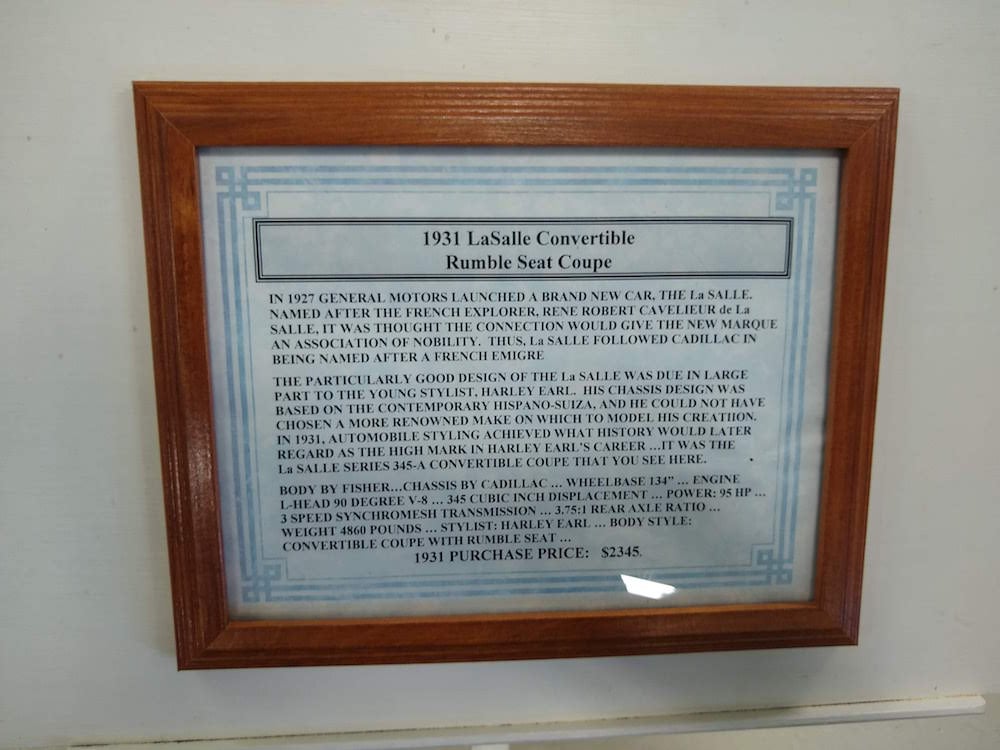 1931 LaSalle Convertible
Rumble Seat Coupe
IN 1927 GENERAL MOTORS LAUNCHED A BRAND NEW CAR, THE La SALLE.
NAMED AFTER THE FRENCH EXPLORER, RENE ROBERT CAVELIEUR de La
SALLE, IT WAS THOUGHT THE CONNECTION WOULD GIVE THE NEW MARQUE
AN ASSOCIATION OF NOBILITY. THUS, La SALLE FOLLOWED CADILLAC IN
BEING NAMED AFTER A FRENCH EMIGRE
THE PARTICULARLY GOOD DESIGN OF THE La SALLE WAS DUE IN LARGE
PART TO THE YOUNG STYLIST, HARLEY EARL. HIS CHASSIS DESIGN WAS
BASED ON THE CONTEMPORARY HISPANO-SUIZA, AND HE COULD NOT HAVE
CHOSEN A MORE RENOWNED MAKE ON WHICH TO MODEL HIS CREATIION.
IN 1931, AUTOMOBILE STYLING ACHIEVED WHAT HISTORY WOULD LATER
REGARD AS THE HIGH MARK IN HARLEY EARL'S CAREER ...IT WAS THE
La SALLE SERIES 345-A CONVERTIBLE COUPE THAT YOU SEE HERE.
BODY BY FISHER...CHASSIS BY CADILLAC ... WHEELBASE 134" ... ENGINE
L-HEAD 90 DEGREE V-8 ... 345 CUBIC INCH DISPLACEMENT ... POWER: 95 HP ...
3 SPEED SYNCHROMESH TRANSMISSION ... 3.75:1 REAR AXLE RATIO ...
WEIGHT 4860 POUNDS ... STYLIST: HARLEY EARL ... BODY STYLE:
CONVERTIBLE COUPE WITH RUMBLE SEAT ...
1931 PURCHASE PRICE: $2345.